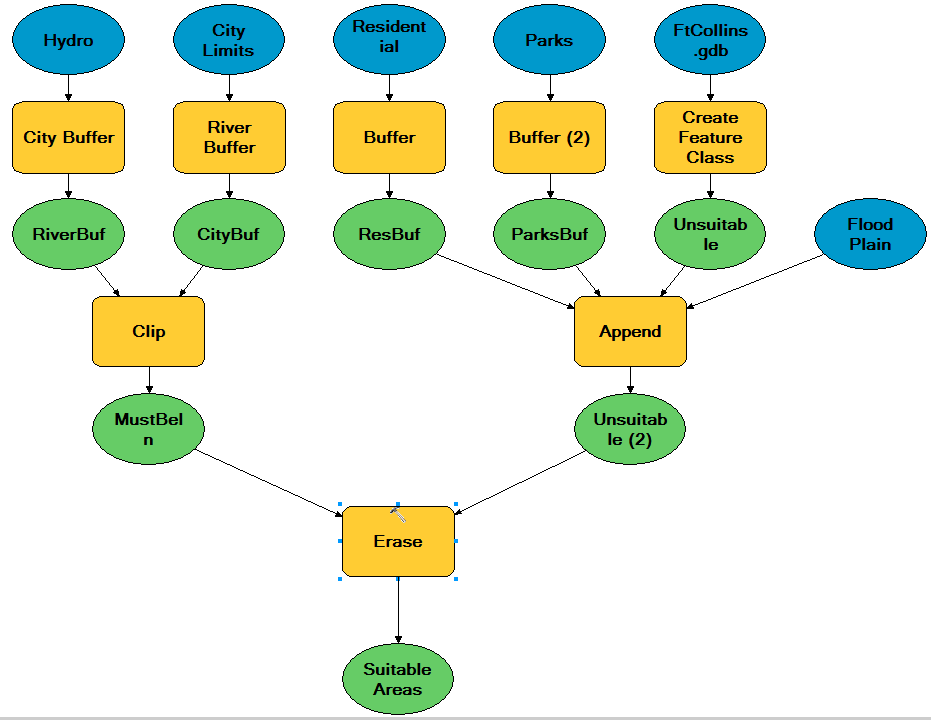 Hydro
City
Limits
Resident
ial
Parks
FtCollins
.gdb
City Buffer
River
Buffer
Buffer
Buffer (2)
Create
Feature
Class
RiverBuf
CityBuf
ResBuf
ParksBuf
Unsuitab
le
Flood
Plain
Clip
Append
MustBeI
n
Unsuitab
le (2)
Erase
Suitable
Areas